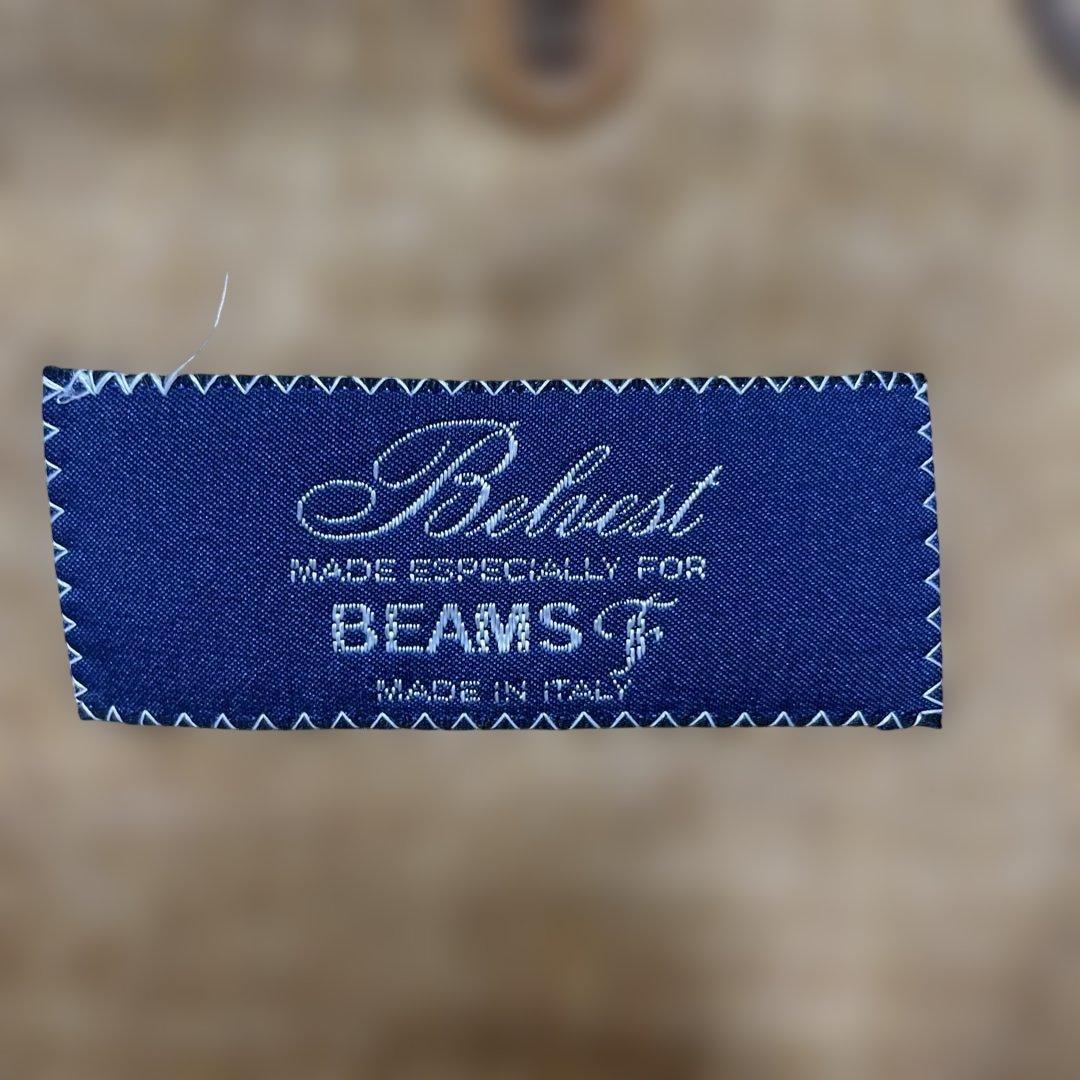 Belvest
MADE ESPECIALLY FOR
BEAMS F
MADE IN ITALY